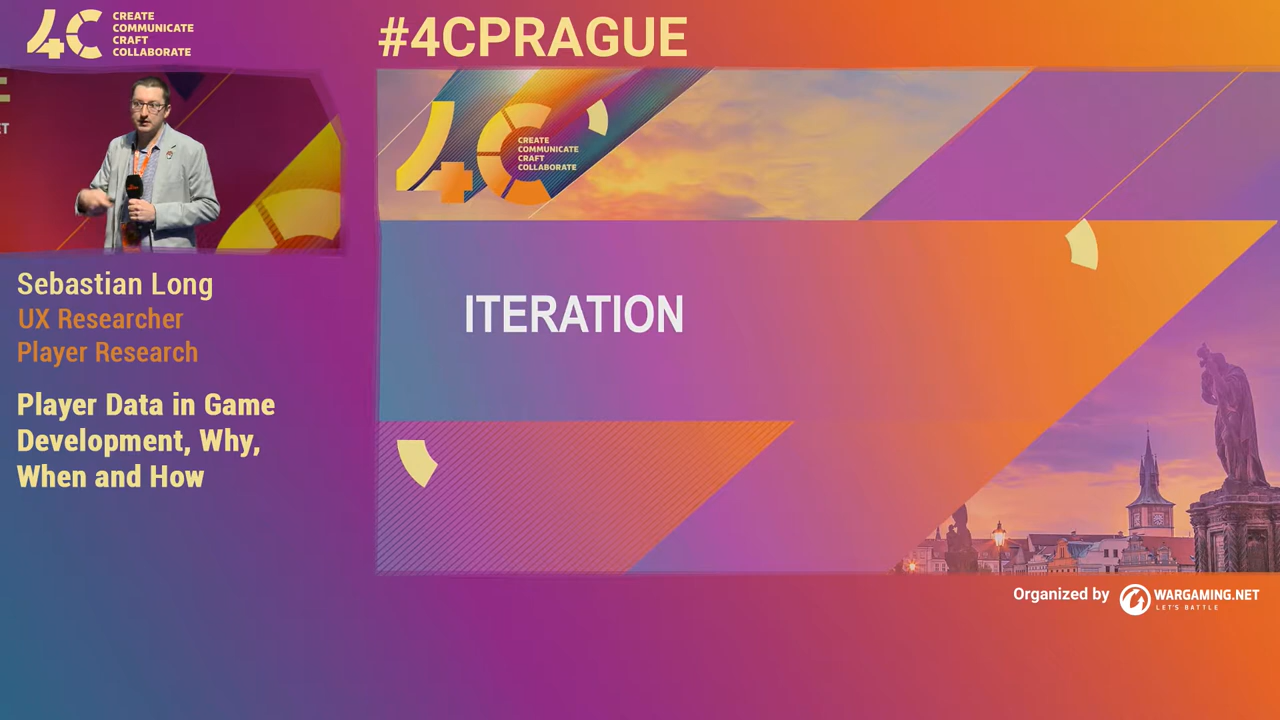 CREATE
COMMUNICATE
CRAFT
COLLABORATE
#4CPRAGUE
4C
CREATE
COMMUNICATE
CRAFT
COLLABORATE
ITERATION
Sebastian Long
UX Researcher
Player Research
Player Data in Game
Development, Why,
When and How
Organized by
WARGAMING.NET
LET'S BATTLE